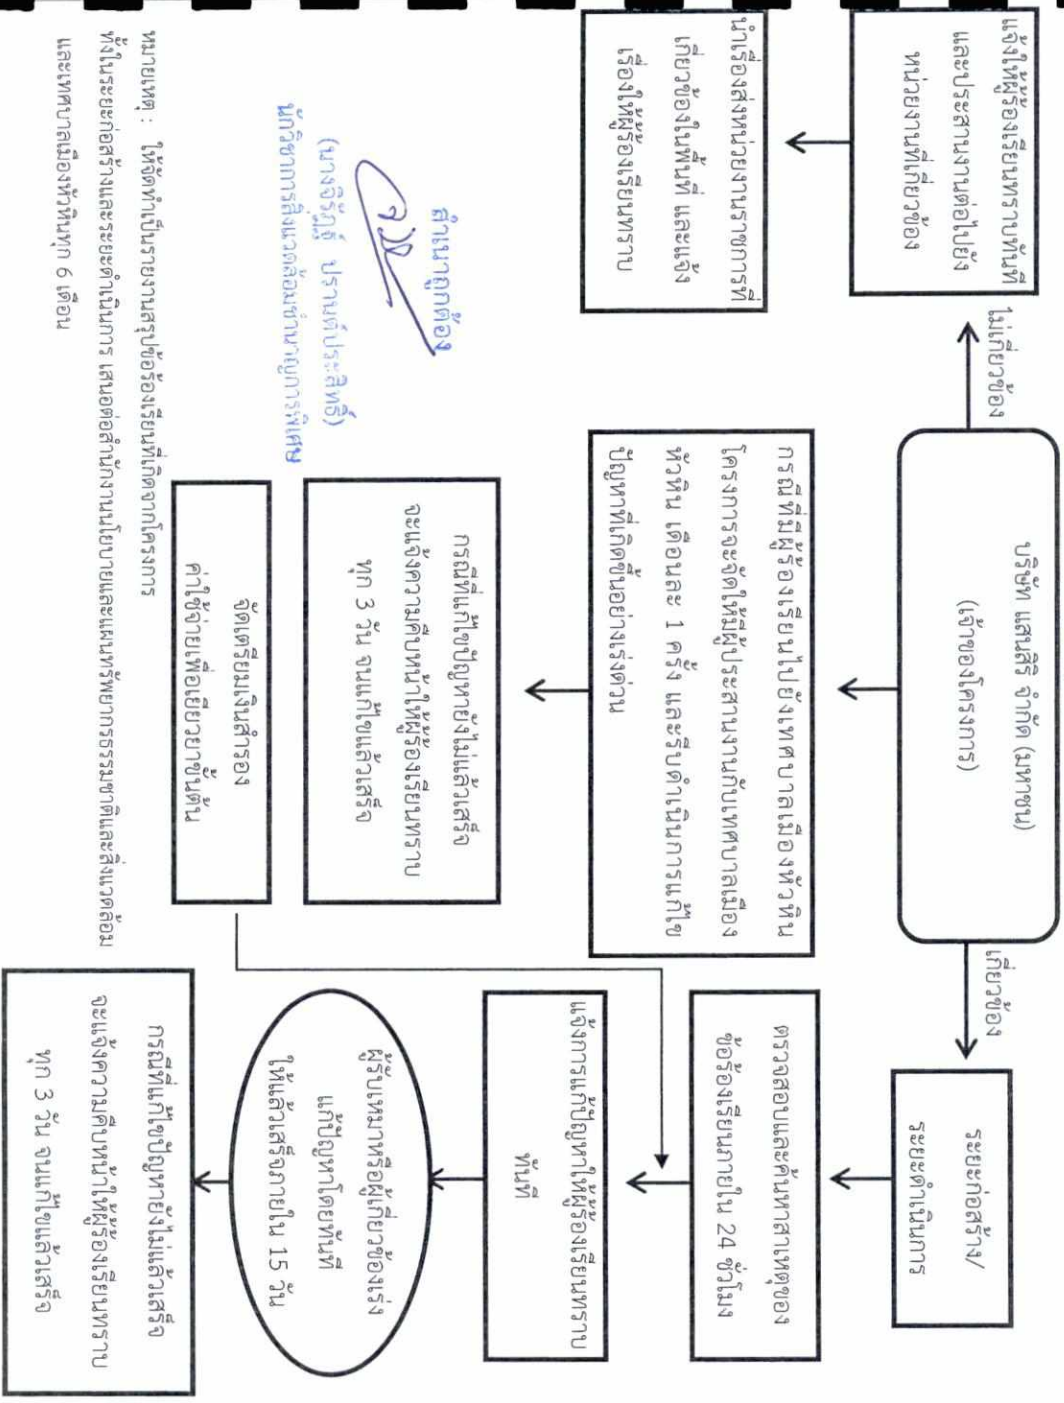 บริษัท แสนสิริ จำกัด (มหาชน)
(เจ้าของโครงการ)
ไม่เกี่ยวข้อง
เกี่ยวข้อง
แจ้งให้ผู้ร้องเรียนทราบทันที
และประสานงานต่อไปยัง
หน่วยงานที่เกี่ยวข้อง
นำเรื่องส่งหน่วยงานราชการที่
เกี่ยวข้องในพื้นที่ และแจ้ง
เรื่องให้ผู้ร้องเรียนทราบ
กรณีที่มีผู้ร้องเรียนไปยังเทศบาลเมืองหัวหิน
โครงการจะจัดให้มีผู้ประสานงานกับเทศบาลเมือง
หัวหิน เดือนละ 1 ครั้ง และรีบดำเนินการแก้ไข
ปัญหาที่เกิดขึ้นอย่างเร่งด่วน
กรณีที่แก้ไขปัญหายังไม่แล้วเสร็จ
จะแจ้งความคืบหน้าให้ผู้ร้องเรียนทราบ
ทุก 3 วัน จนแก้ไขแล้วเสร็จ
จัดเตรียมเงินสำรอง
ค่าใช้จ่ายเพื่อเยียวยาขั้นต้น
ระยะก่อสร้าง/
ระยะดำเนินการ
ตรวจสอบและค้นหาสาเหตุของ
ข้อร้องเรียนภายใน 24 ชั่วโมง
แจ้งการแก้ปัญหาให้ผู้ร้องเรียนทราบ
ทันที
ผู้รับเหมาหรือผู้เกี่ยวข้องเร่ง
แก้ปัญหาโดยทันที
ให้แล้วเสร็จภายใน 15 วัน
กรณีที่แก้ไขปัญหายังไม่แล้วเสร็จ
จะแจ้งความคืบหน้าให้ผู้ร้องเรียนทราบ
ทุก 3 วัน จนแก้ไขแล้วเสร็จ
สำเนาถูกต้อง
ปราบต์ประสิทธิ์)
นักวิชาการสิ่งแวดล้อมชำนาญการพิเศษ
หมายเหตุ : ให้จัดทำเป็นรายงานสรุปข้อร้องเรียนที่เกิดจากโครงการ
ทั้งในระยะก่อสร้างและระยะดำเนินการ เสนอต่อสำนักงานนโยบายและแผนทรัพยากรธรรมชาติและสิ่งแวดล้อม
และเทศบาลเมืองหัวหินทุก 6 เดือน